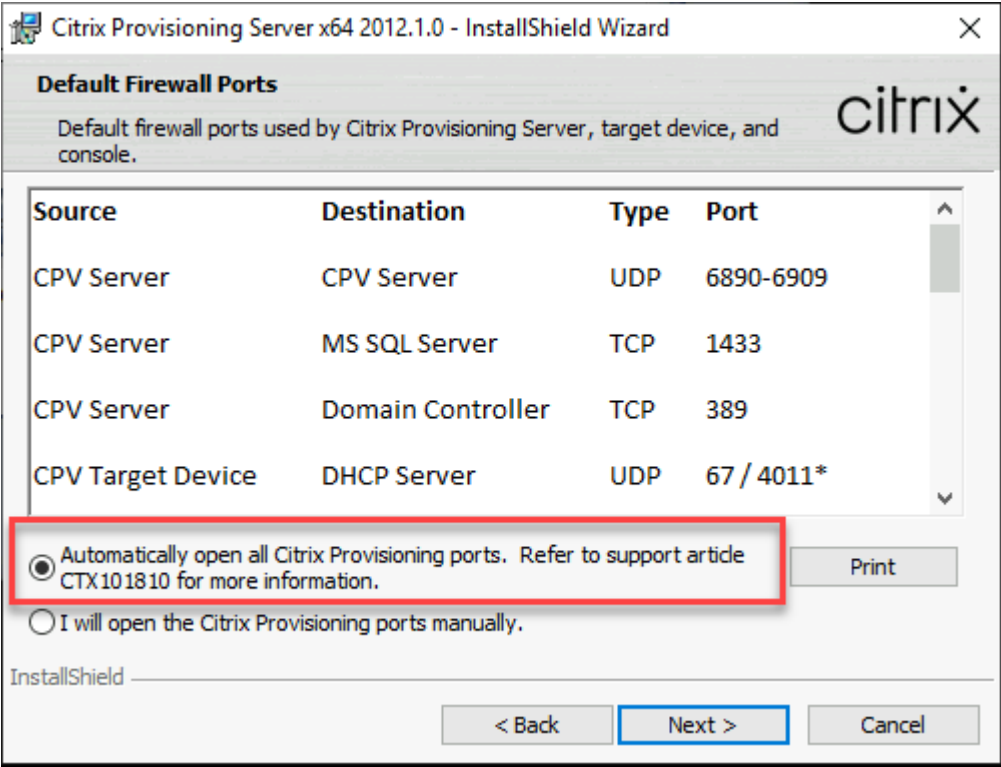 Citrix Provisioning Server x64 2012.1.0 - InstallShield Wizard
Default Firewall Ports
Default firewall ports used by Citrix Provisioning Server, target device, and
console.
citrix
Source Destination Type Port
CPV Server CPV Server UDP 6890-6909
CPV Server MS SQL Server TCP 1433
CPV Server Domain Controller TCP 389
CPV Target Device DHCP Server UDP 67 / 4011*
Automatically open all Citrix Provisioning ports. Refer to support article
CTX101810 for more information.
Print
I will open the Citrix Provisioning ports manually.
InstallShield
< Back Next > Cancel